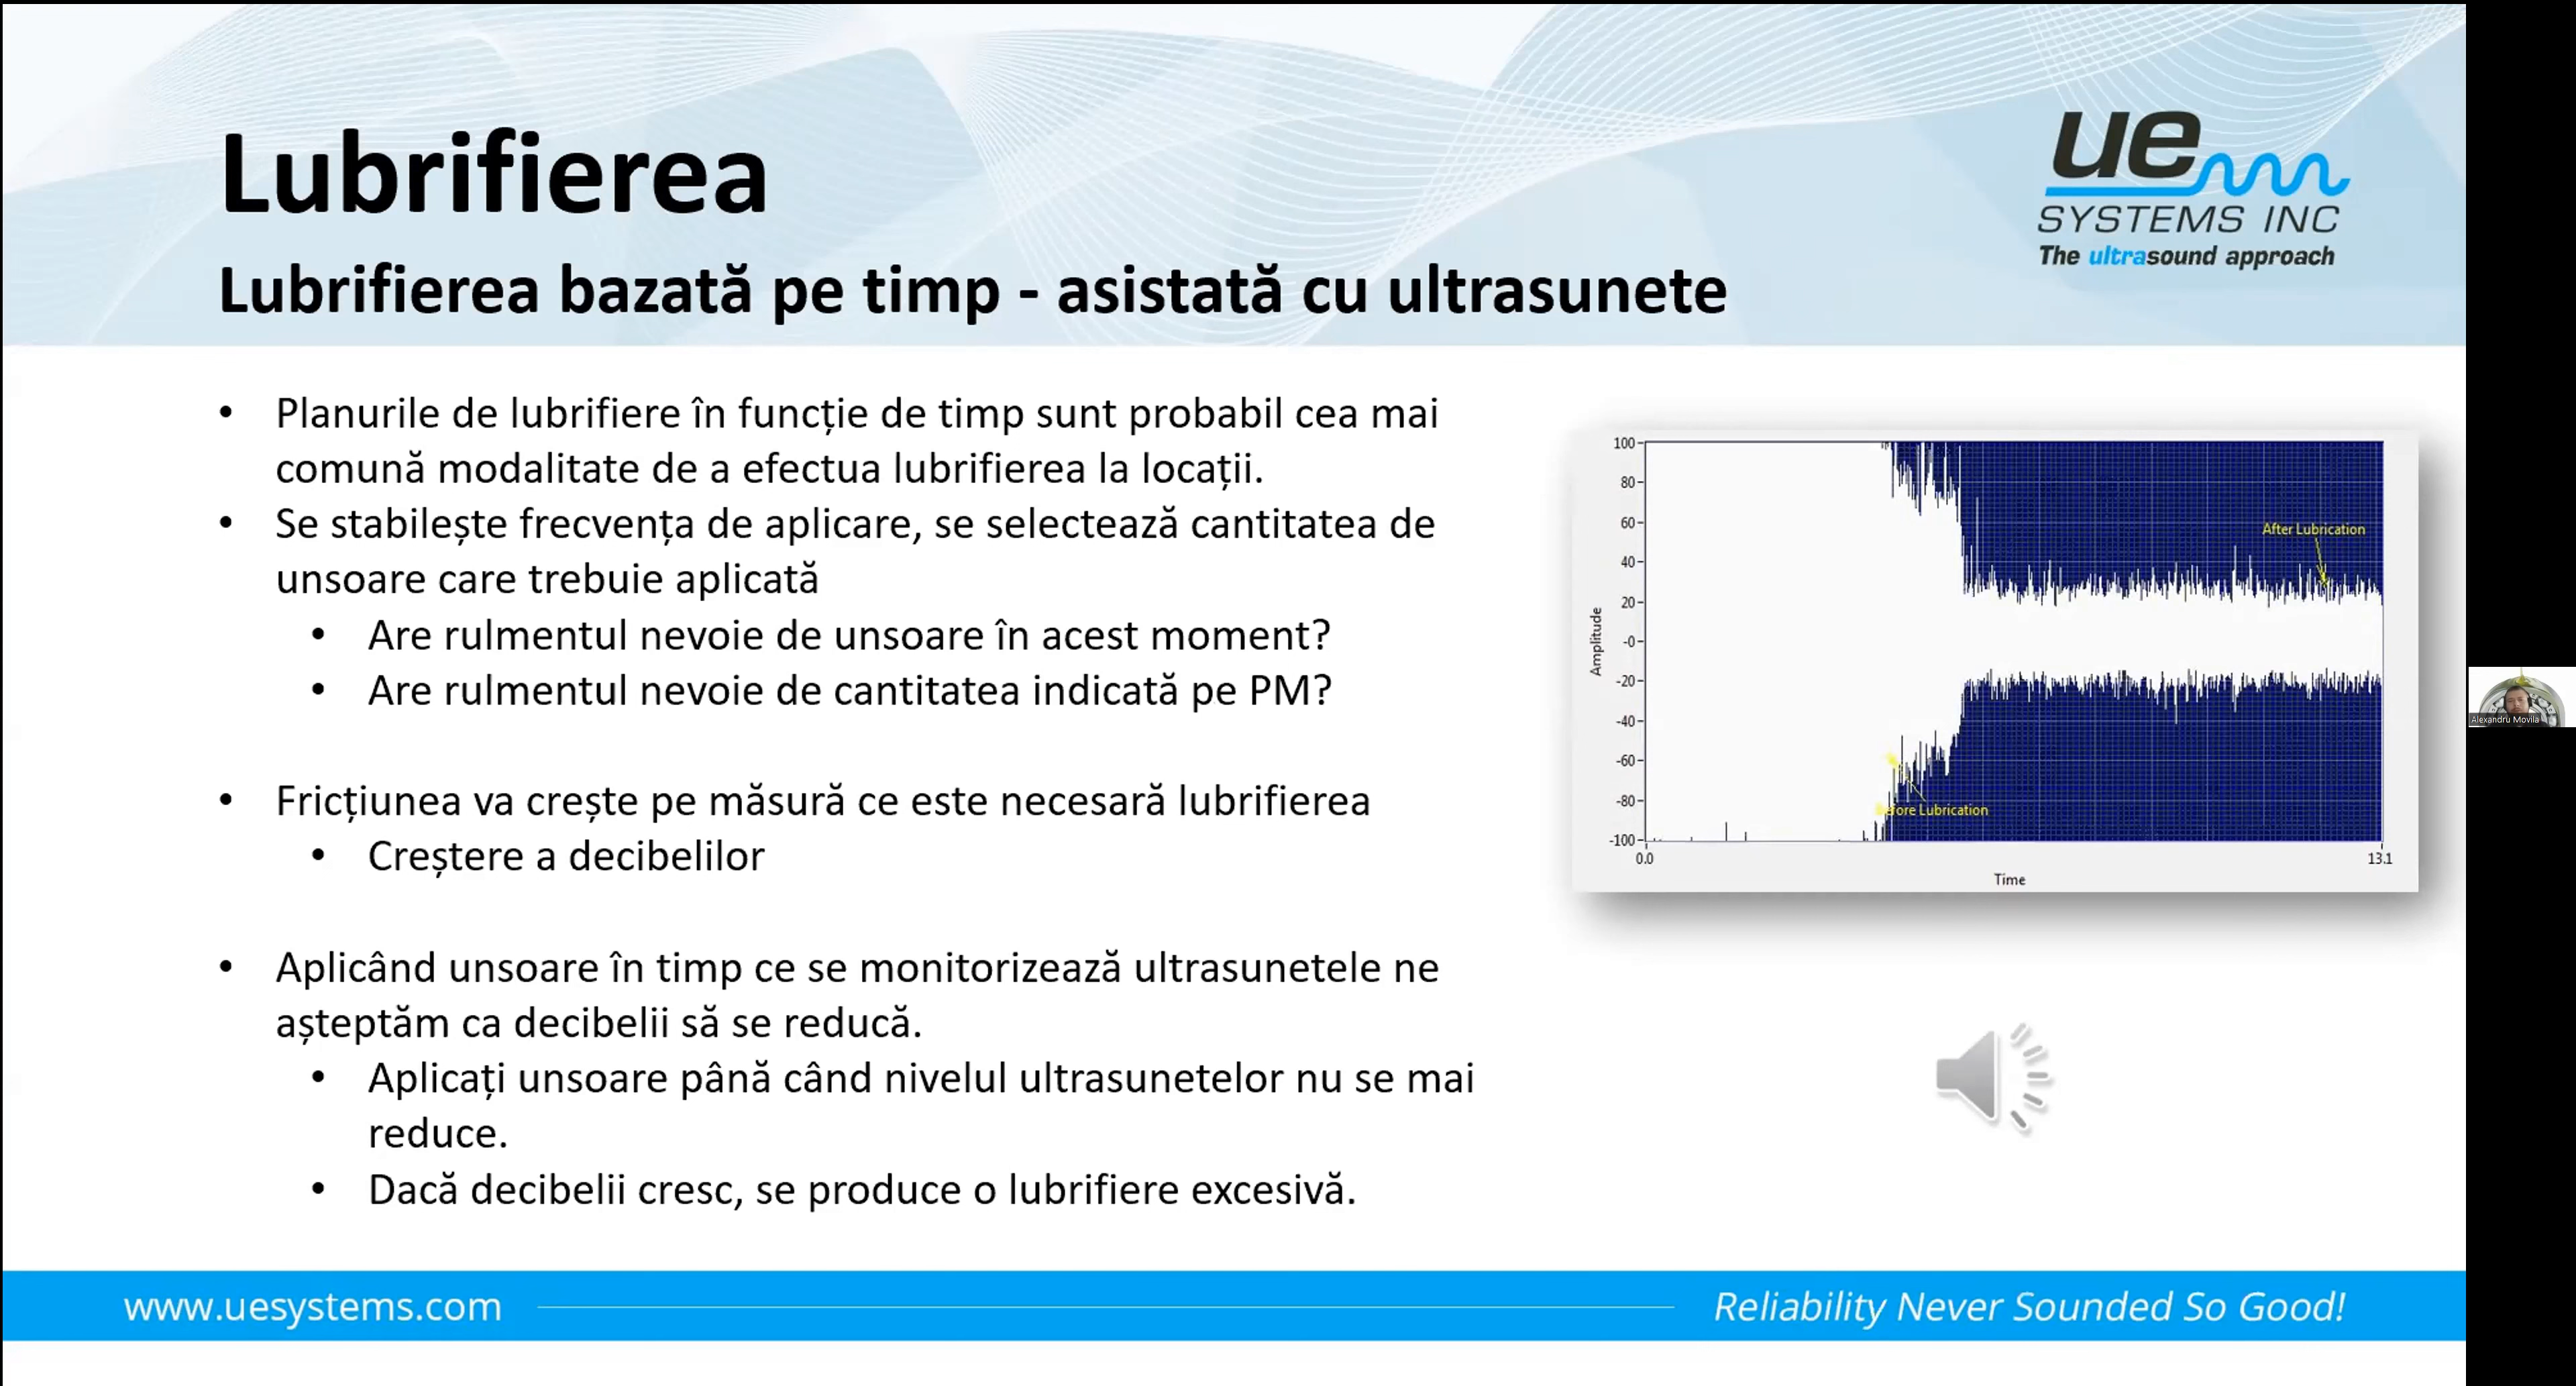 Lubrifierea
Lubrifierea bazată pe timp - asistată cu ultrasunete
ue
SYSTEMS INC
The ultrasound approach
• Planurile de lubrifiere în funcție de timp sunt probabil cea mai
comună modalitate de a efectua lubrifierea la locații.
• Se stabilește frecvența de aplicare, se selectează cantitatea de
unsoare care trebuie aplicată
• Are rulmentul nevoie de unsoare în acest moment?
• Are rulmentul nevoie de cantitatea indicată pe PM?
• Fricțiunea va crește pe măsură ce este necesară lubrifierea
• Creștere a decibelilor
• Aplicând unsoare în timp ce se monitorizează ultrasunetele ne
așteptăm ca decibelii să se reducă.
• Aplicați unsoare până când nivelul ultrasunetelor nu se mai
reduce.
• Dacă decibelii cresc, se produce o lubrifiere excesivă.
100
80
60
40
20
-0
-20
-40
-60
-80
-100
Amplitude
After Lubrication
Before Lubrication
0.0
13.1
Time
Alexandru Movila
www.uesystems.com
Reliability Never Sounded So Good!